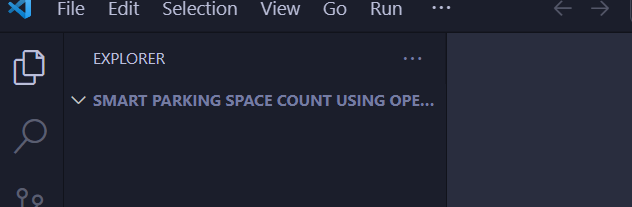 File Edit Selection View Go Run ···
EXPLORER ···
SMART PARKING SPACE COUNT USING OPE...